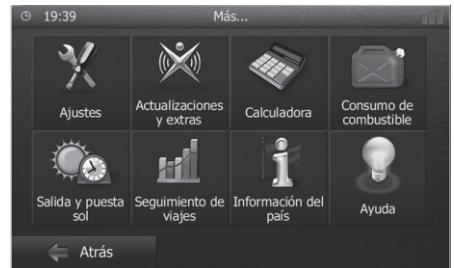 19:39 Más...
Ajustes
Actualizaciones
y extras
Calculadora
Consumo de
combustible
Salida y puesta
sol
Seguimiento de
viajes
Información del
país
Ayuda
Atrás